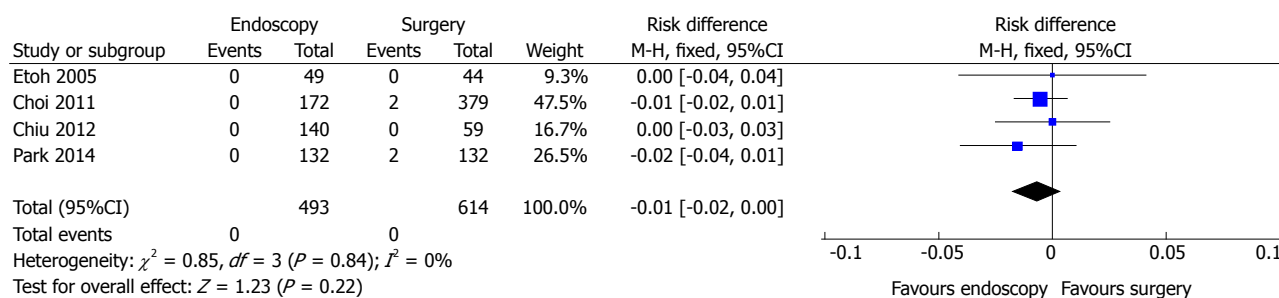 Endoscopy Surgery Risk difference Risk difference
Study or subgroup Events Total Events Total Weight M-H, fixed, 95%CI M-H, fixed, 95%CI
Etoh 2005 0 49 0 44 9.3% 0.00 [-0.04, 0.04]
Choi 2011 0 172 2 379 47.5% -0.01 [-0.02, 0.01]
Chiu 2012 0 140 0 59 16.7% 0.00 [-0.03, 0.03]
Park 2014 0 132 2 132 26.5% -0.02 [-0.04, 0.01]
Total (95%CI) 493 614 100.0% -0.01 [-0.02, 0.00]
Total events 0 0
Heterogeneity: χ² = 0.85, df = 3 (P = 0.84); I² = 0%
Test for overall effect: Z = 1.23 (P = 0.22)
-0.1 -0.05 0 0.05 0.1
Favours endoscopy Favours surgery